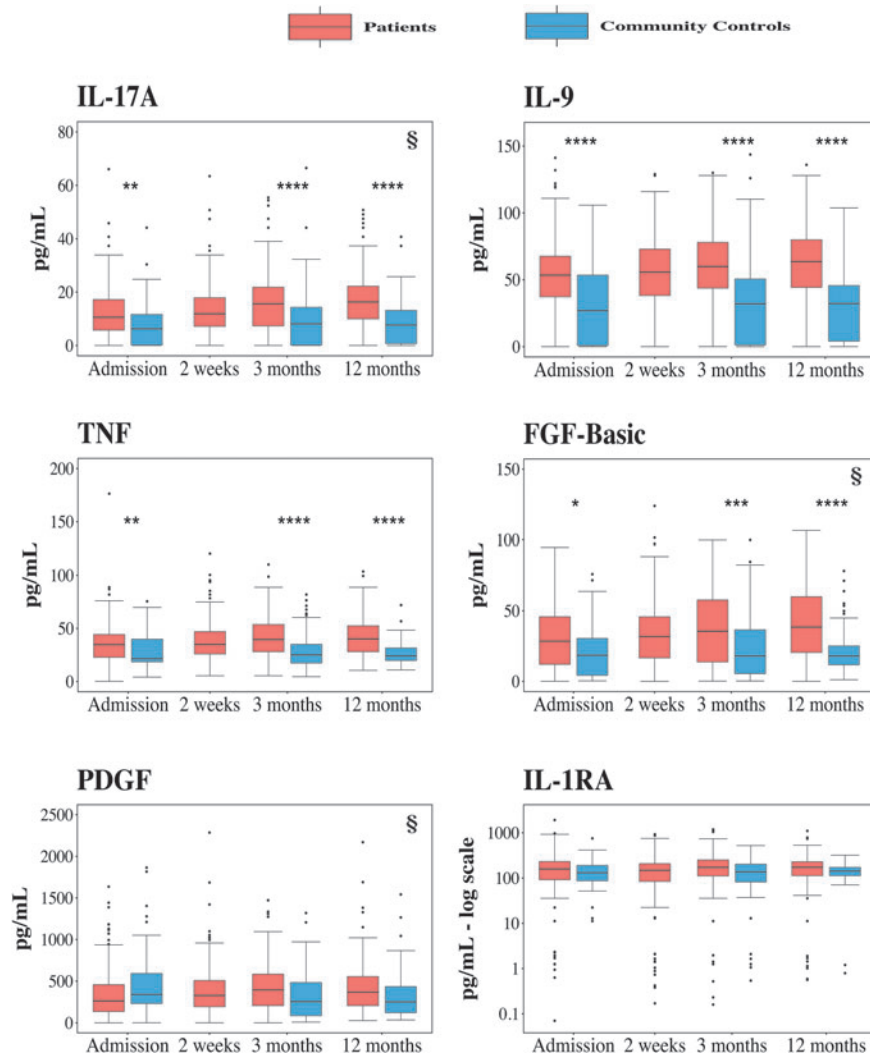 Patients Community Controls
IL-17A
§
80
60
40
20
0
pg/mL
** **** ****
Admission 2 weeks 3 months 12 months
IL-9
150
100
50
0
pg/mL
**** **** ****
Admission 2 weeks 3 months 12 months
TNF
200
150
100
50
0
pg/mL
** **** ****
Admission 2 weeks 3 months 12 months
FGF-Basic
§
150
100
50
0
pg/mL
* *** ****
Admission 2 weeks 3 months 12 months
PDGF
§
2500
2000
1500
1000
500
0
pg/mL
Admission 2 weeks 3 months 12 months
IL-1RA
1000
100
10
1
0.1
pg/mL - log scale
Admission 2 weeks 3 months 12 months